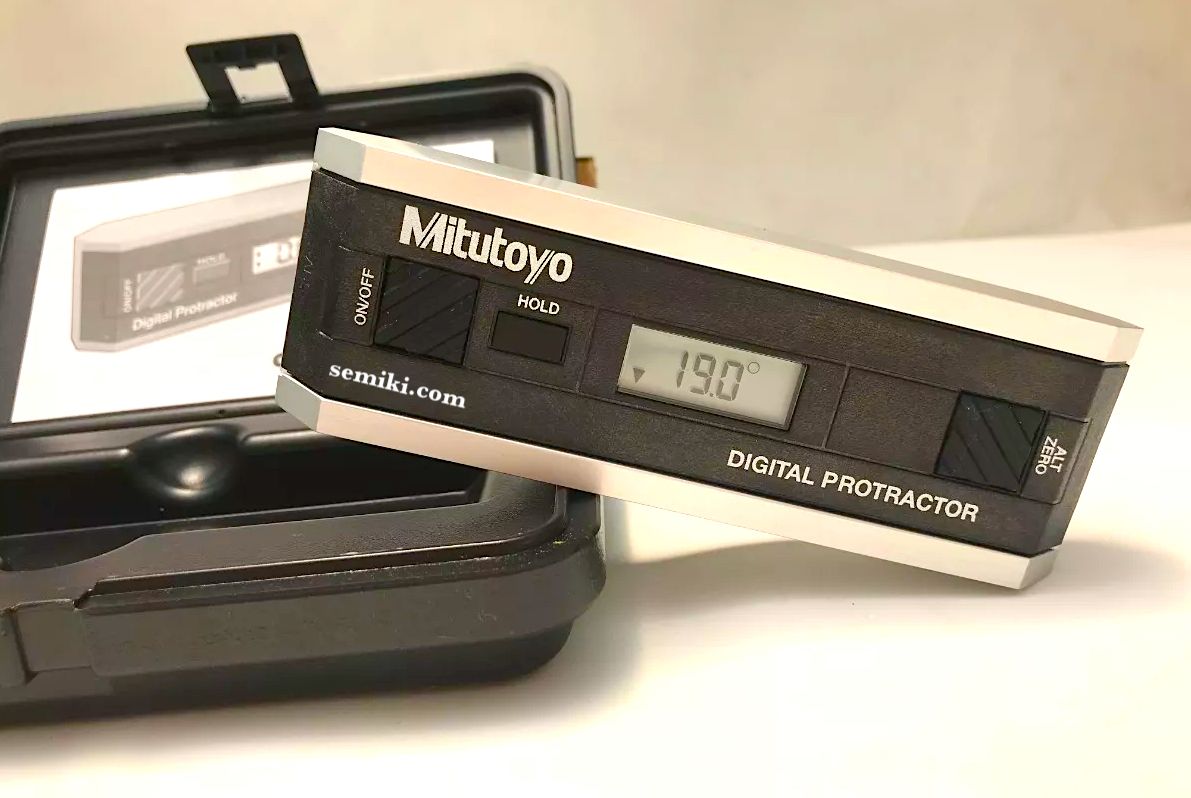 Mitutoyo
ON/OFF
HOLD
semiki.com
19.0°
DIGITAL PROTRACTOR
ALT
ZERO
ON/OFF
HOLD
Digital Protractor